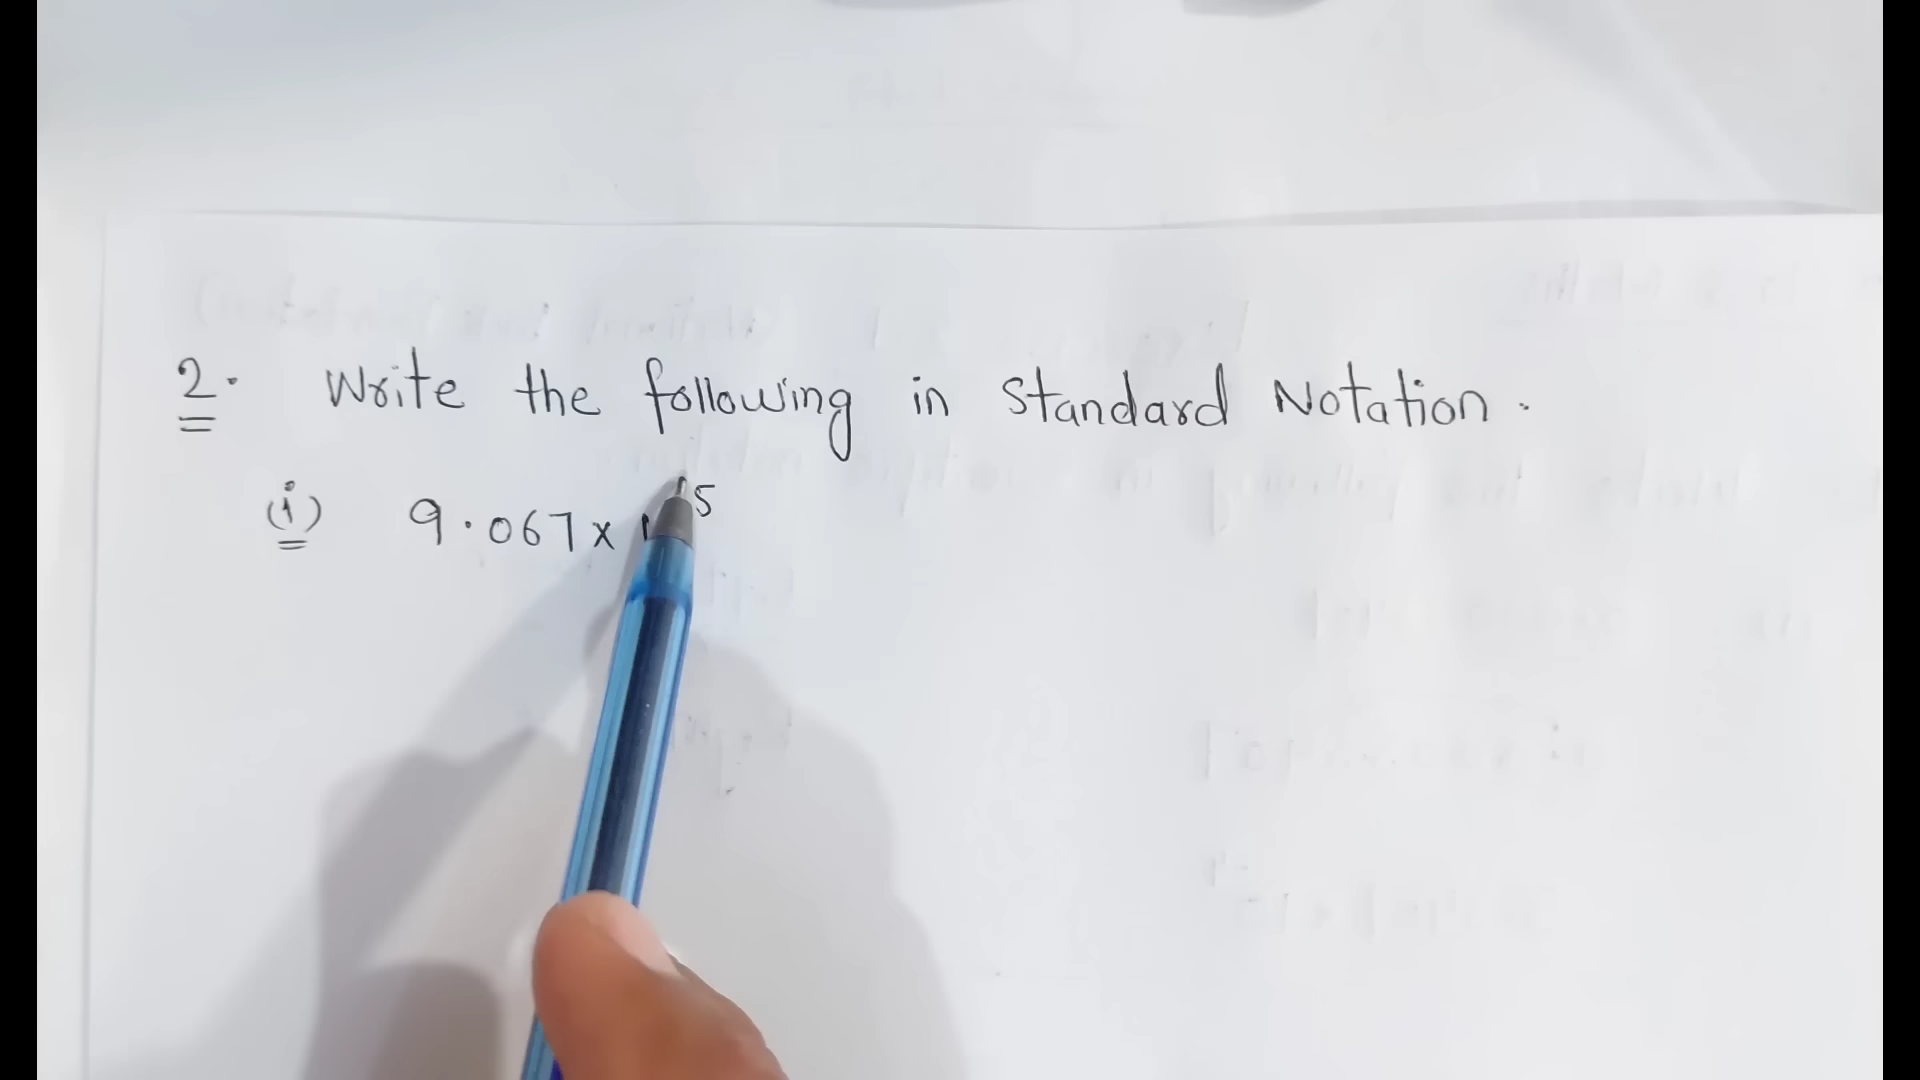 2. Write the following in Standard Notation.
(i) 9.067 x 5